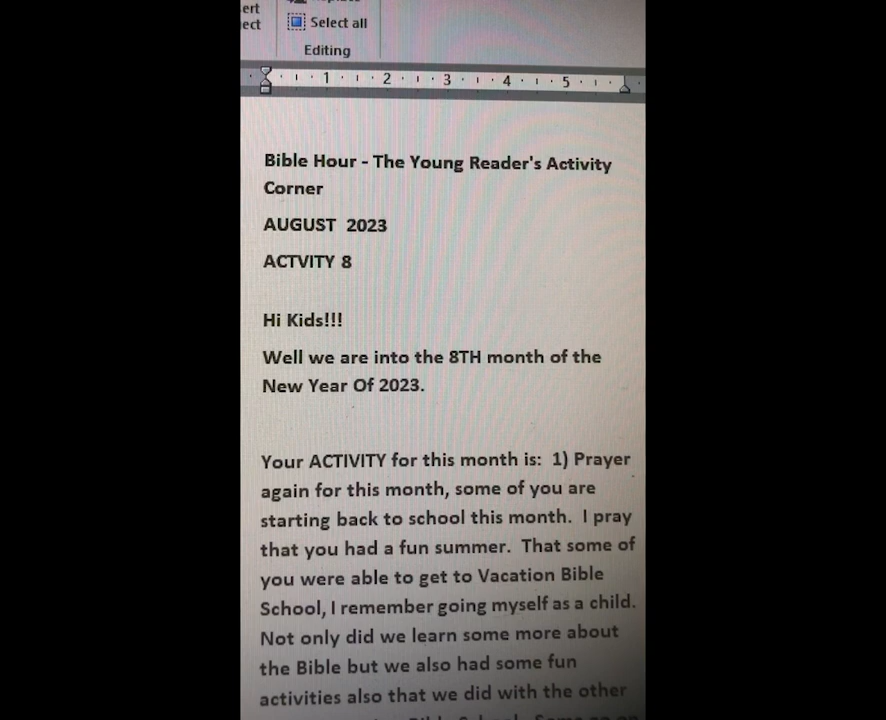 ert
ect
Select all
Editing
1 2 3 4 5
Bible Hour - The Young Reader's Activity
Corner
AUGUST 2023
ACTVITY 8
Hi Kids!!!
Well we are into the 8TH month of the
New Year Of 2023.
Your ACTIVITY for this month is: 1) Prayer
again for this month, some of you are
starting back to school this month. I pray
that you had a fun summer. That some of
you were able to get to Vacation Bible
School, I remember going myself as a child.
Not only did we learn some more about
the Bible but we also had some fun
activities also that we did with the other